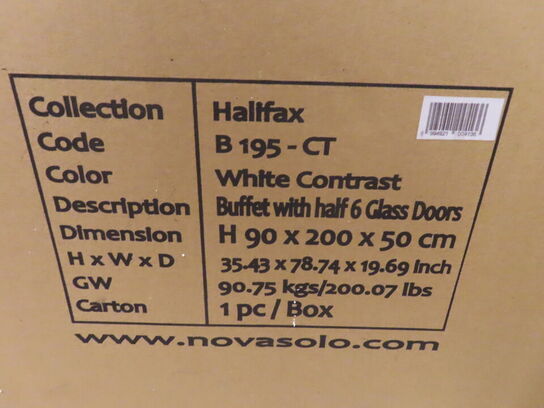 Collection Halifax
Code B 195 - CT
Color White Contrast
Description Buffet with half 6 Glass Doors
Dimension H 90 x 200 x 50 cm
H x W x D 35.43 x 78.74 x 19.69 Inch
GW 90.75 kgs/200.07 lbs
Carton 1 pc / Box
www.novasolo.com